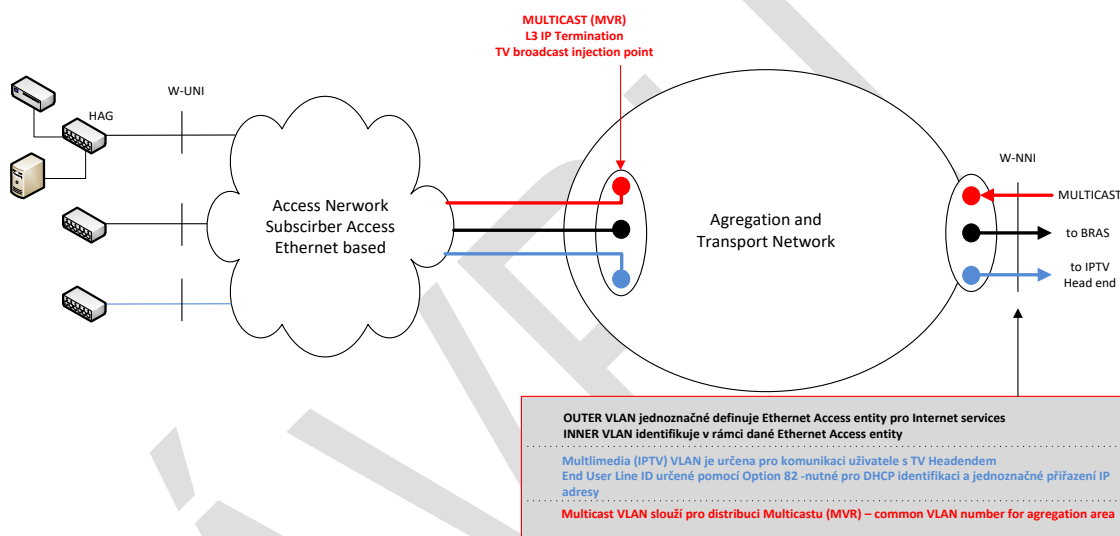 MULTICAST (MVR)
L3 IP Termination
TV broadcast injection point
W-UNI
HAG
W-NNI
MULTICAST
Access Network
Subscirber Access
Ethernet based
Agregation and
Transport Network
to BRAS
to IPTV
Head end
OUTER VLAN jednoznačné definuje Ethernet Access entity pro Internet services
INNER VLAN identifikuje v rámci dané Ethernet Access entity
Multlimedia (IPTV) VLAN je určena pro komunikaci uživatele s TV Headendem
End User Line ID určené pomocí Option 82 -nutné pro DHCP identifikaci a jednoznačné přiřazení IP
adresy
Multicast VLAN slouží pro distribuci Multicastu (MVR) – common VLAN number for agregation area